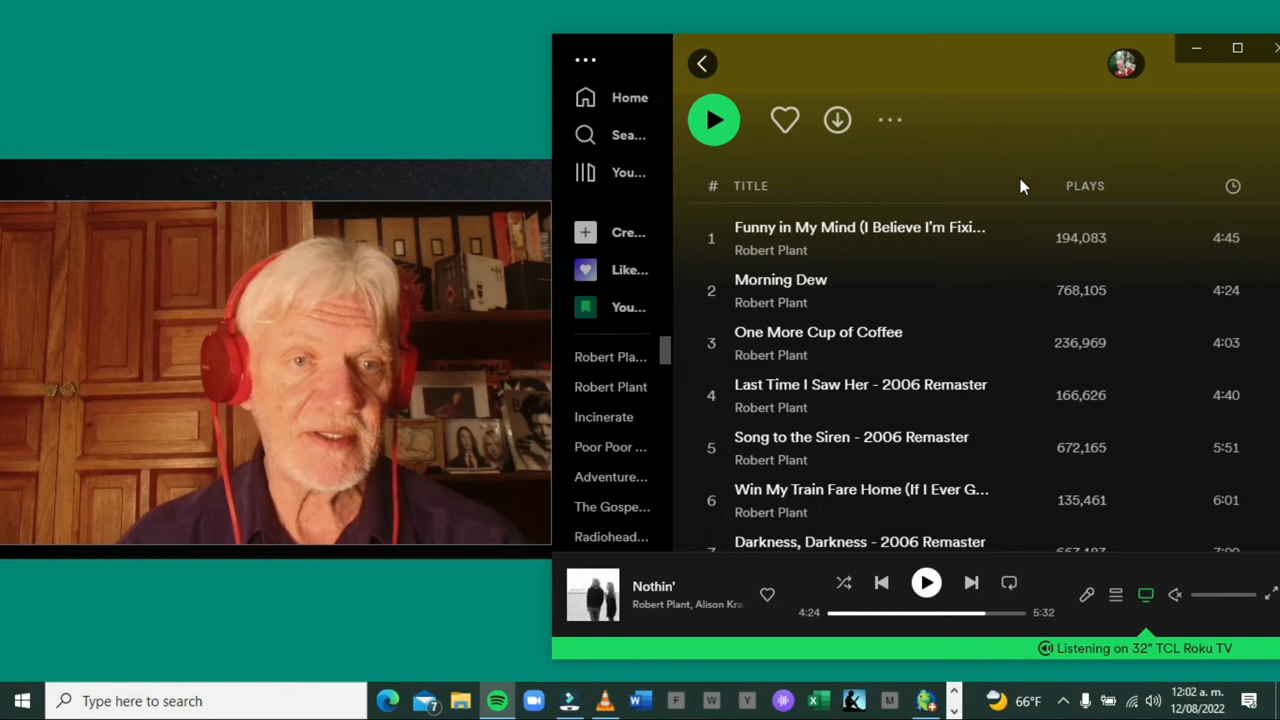 Home
Sea...
You...
Cre...
Like...
You...
Robert Pla...
Robert Plant
Incinerate
Poor Poor ...
Adventure...
The Gospe...
Radiohead...
# TITLE PLAYS
1 Funny in My Mind (I Believe I'm Fixi... 194,083 4:45
Robert Plant
2 Morning Dew 768,105 4:24
Robert Plant
3 One More Cup of Coffee 236,969 4:03
Robert Plant
4 Last Time I Saw Her - 2006 Remaster 166,626 4:40
Robert Plant
5 Song to the Siren - 2006 Remaster 672,165 5:51
Robert Plant
6 Win My Train Fare Home (If I Ever G... 135,461 6:01
Robert Plant
Darkness, Darkness - 2006 Remaster
Nothin'
Robert Plant, Alison Kra
4:24 5:32
Listening on 32" TCL Roku TV
Type here to search
7
W
F
W
Y
M
66°F
12:02 a. m.
12/08/2022